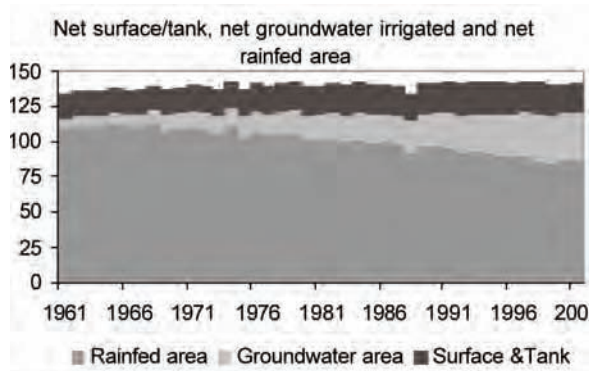 Net surface/tank, net groundwater irrigated and net
rainfed area
150
125
100
75
50
25
0
1961 1966 1971 1976 1981 1986 1991 1996 200
Rainfed area Groundwater area Surface &Tank